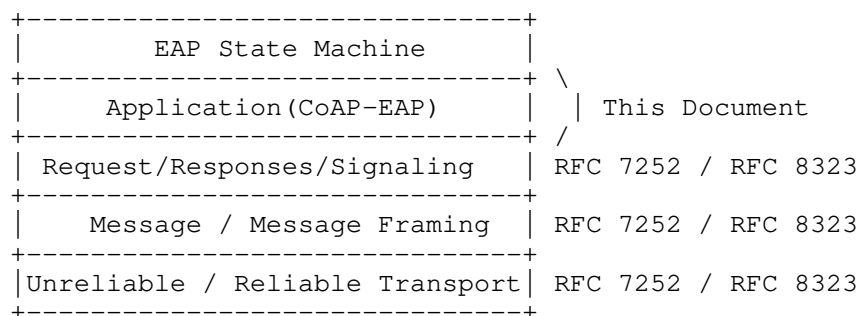 +-------------------------------+
|        EAP State Machine      |
+-------------------------------+ \
|     Application(CoAP-EAP)     |  | This Document
+-------------------------------+ /
| Request/Responses/Signaling   | RFC 7252 / RFC 8323
+-------------------------------+
|    Message / Message Framing  | RFC 7252 / RFC 8323
+-------------------------------+
|Unreliable / Reliable Transport| RFC 7252 / RFC 8323
+-------------------------------+